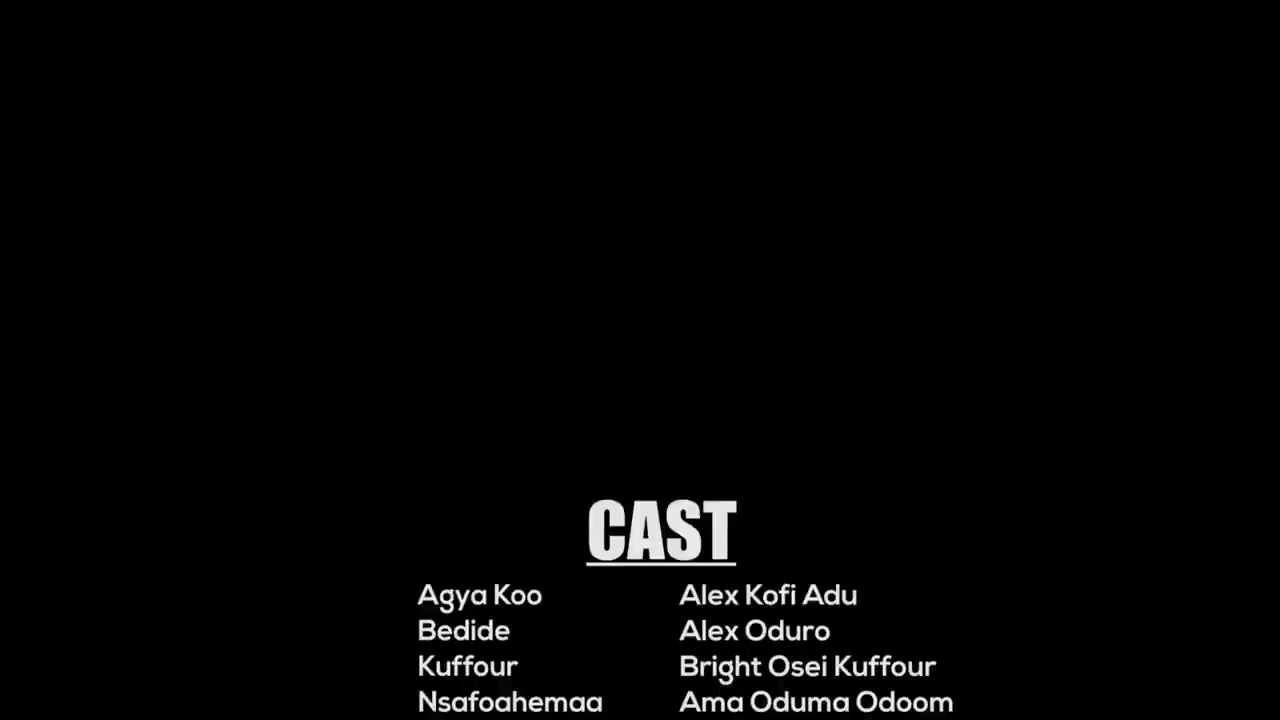 CAST
Agya Koo Alex Kofi Adu
Bedide Alex Oduro
Kuffour Bright Osei Kuffour
Nsafoahemaa Ama Oduma Odoom